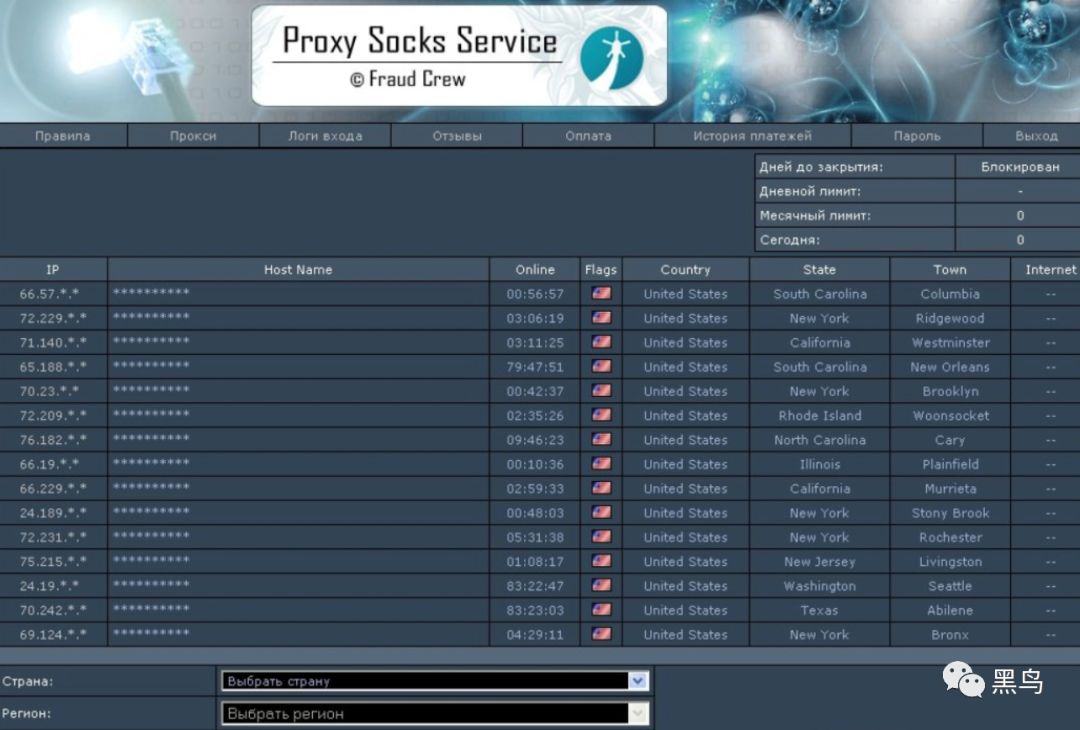 Proxy Socks Service
© Fraud Crew
Правила Прокси Логи входа Отзывы Оплата История платежей Пароль Выход
Дней до закрытия: Блокирован
Дневной лимит: -
Месячный лимит: 0
Сегодня: 0
IP Host Name Online Flags Country State Town Internet
66.57.*.* ********** 00:56:57 United States South Carolina Columbia --
72.229.*.* ********** 03:06:19 United States New York Ridgewood --
71.140.*.* ********** 03:11:25 United States California Westminster --
65.188.*.* ********** 79:47:51 United States South Carolina New Orleans --
70.23.*.* ********** 00:42:37 United States New York Brooklyn --
72.209.*.* ********** 02:35:26 United States Rhode Island Woonsocket --
76.182.*.* ********** 09:46:23 United States North Carolina Cary --
66.19.*.* ********** 00:10:36 United States Illinois Plainfield --
66.229.*.* ********** 02:59:33 United States California Murrieta --
24.189.*.* ********** 00:48:03 United States New York Stony Brook --
72.231.*.* ********** 05:31:38 United States New York Rochester --
75.215.*.* ********** 01:08:17 United States New Jersey Livingston --
24.19.*.* ********** 83:22:47 United States Washington Seattle --
70.242.*.* ********** 83:23:03 United States Texas Abilene --
69.124.*.* ********** 04:29:11 United States New York Bronx --
Страна: Выбрать страну
Регион: Выбрать регион
黑鸟